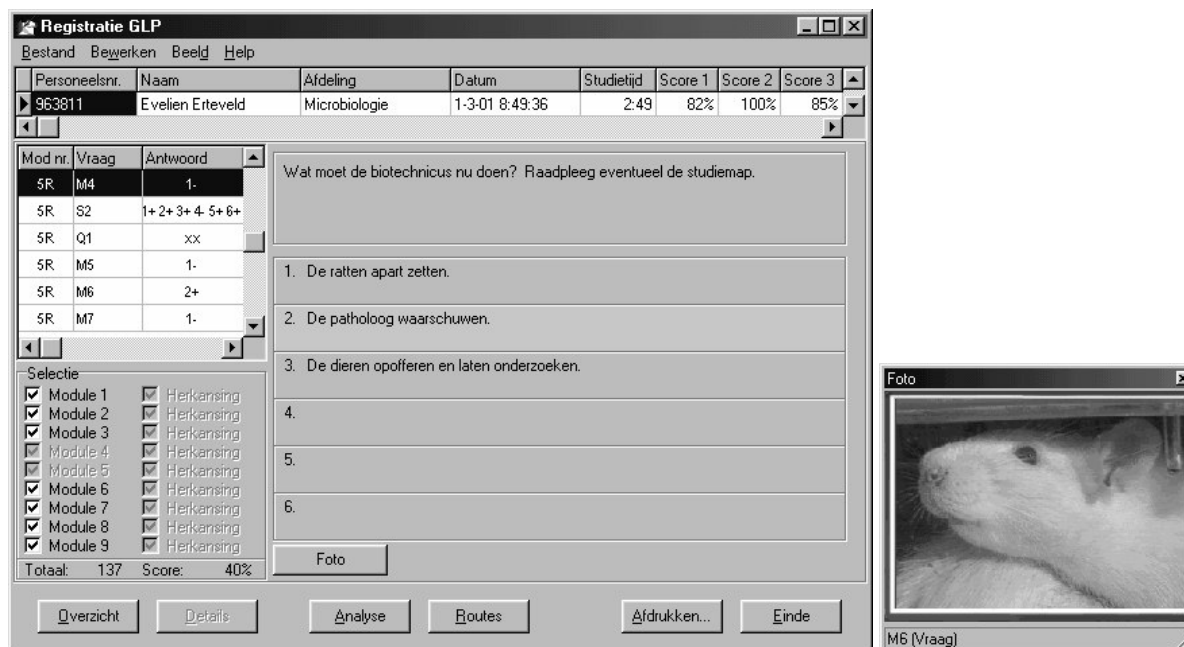 Registratie GLP
Bestand Bewerken Beeld Help
Personeelsnr. Naam Afdeling Datum Studietijd Score 1 Score 2 Score 3
963811 Evelien Erteveld Microbiologie 1-3-01 8:49:36 2:49 82% 100% 85%
Mod nr. Vraag Antwoord
5R M4 1-
5R S2 1+ 2+ 3+ 4- 5+ 6+
5R Q1 xx
5R M5 1-
5R M6 2+
5R M7 1-
Wat moet de biotechnicus nu doen? Raadpleeg eventueel de studiemap.
1. De ratten apart zetten.
2. De patholoog waarschuwen.
3. De dieren opofferen en laten onderzoeken.
4.
5.
6.
Selectie
Module 1 Herkansing
Module 2 Herkansing
Module 3 Herkansing
Module 4 Herkansing
Module 5 Herkansing
Module 6 Herkansing
Module 7 Herkansing
Module 8 Herkansing
Module 9 Herkansing
Totaal: 137 Score: 40%
Foto
Overzicht Details Analyse Routes Afdrukken... Einde
Foto
M6 (Vraag)